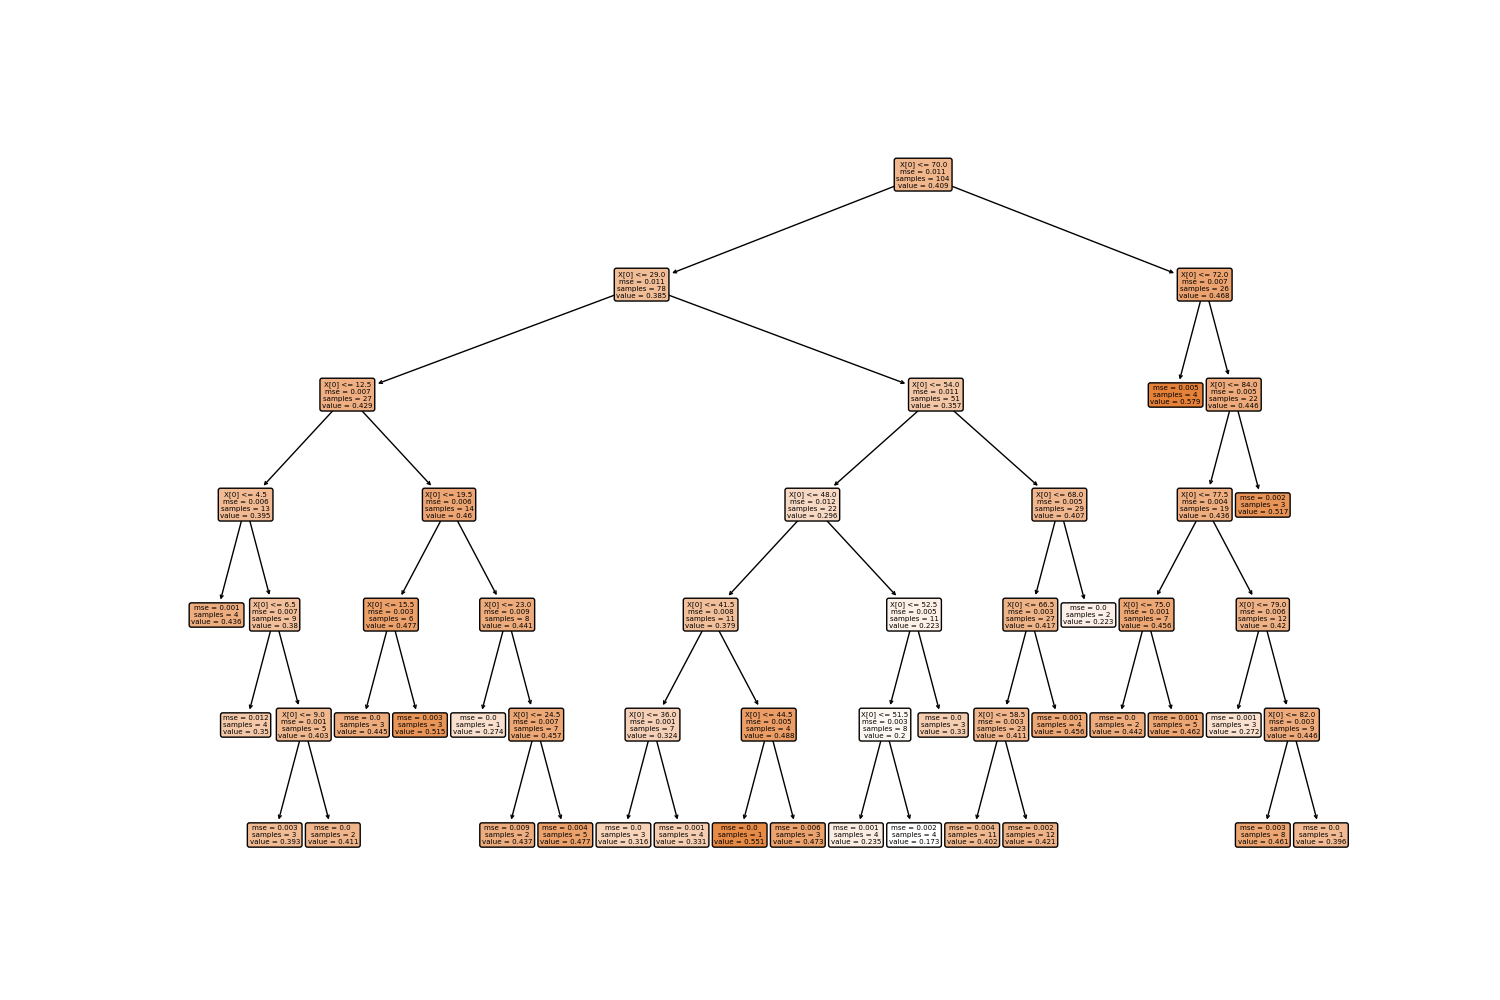 X[0] <= 70.0
mse = 0.011
samples = 104
value = 0.409
X[0] <= 29.0
mse = 0.011
samples = 78
value = 0.385
X[0] <= 72.0
mse = 0.007
samples = 26
value = 0.468
X[0] <= 12.5
mse = 0.007
samples = 27
value = 0.429
X[0] <= 54.0
mse = 0.011
samples = 51
value = 0.357
mse = 0.005
samples = 4
value = 0.579
X[0] <= 84.0
mse = 0.005
samples = 22
value = 0.446
X[0] <= 4.5
mse = 0.006
samples = 13
value = 0.395
X[0] <= 19.5
mse = 0.006
samples = 14
value = 0.46
X[0] <= 48.0
mse = 0.012
samples = 22
value = 0.296
X[0] <= 68.0
mse = 0.005
samples = 29
value = 0.407
X[0] <= 77.5
mse = 0.004
samples = 19
value = 0.436
mse = 0.002
samples = 3
value = 0.517
mse = 0.001
samples = 4
value = 0.436
X[0] <= 6.5
mse = 0.007
samples = 9
value = 0.38
X[0] <= 15.5
mse = 0.003
samples = 6
value = 0.477
X[0] <= 23.0
mse = 0.009
samples = 8
value = 0.441
X[0] <= 41.5
mse = 0.008
samples = 11
value = 0.379
X[0] <= 52.5
mse = 0.005
samples = 11
value = 0.223
X[0] <= 66.5
mse = 0.003
samples = 27
value = 0.417
mse = 0.0
samples = 2
value = 0.223
X[0] <= 75.0
mse = 0.001
samples = 7
value = 0.456
X[0] <= 79.0
mse = 0.006
samples = 12
value = 0.42
mse = 0.012
samples = 4
value = 0.35
X[0] <= 9.0
mse = 0.001
samples = 5
value = 0.403
mse = 0.0
samples = 3
value = 0.445
mse = 0.003
samples = 3
value = 0.515
mse = 0.0
samples = 1
value = 0.274
X[0] <= 24.5
mse = 0.007
samples = 7
value = 0.457
X[0] <= 36.0
mse = 0.001
samples = 7
value = 0.324
X[0] <= 44.5
mse = 0.005
samples = 4
value = 0.488
X[0] <= 51.5
mse = 0.003
samples = 8
value = 0.2
mse = 0.0
samples = 3
value = 0.33
X[0] <= 58.5
mse = 0.003
samples = 23
value = 0.411
mse = 0.001
samples = 4
value = 0.456
mse = 0.0
samples = 2
value = 0.442
mse = 0.001
samples = 5
value = 0.462
mse = 0.001
samples = 3
value = 0.272
X[0] <= 82.0
mse = 0.003
samples = 9
value = 0.446
mse = 0.003
samples = 3
value = 0.393
mse = 0.0
samples = 2
value = 0.411
mse = 0.009
samples = 2
value = 0.437
mse = 0.004
samples = 5
value = 0.477
mse = 0.0
samples = 3
value = 0.316
mse = 0.001
samples = 4
value = 0.331
mse = 0.0
samples = 1
value = 0.551
mse = 0.006
samples = 3
value = 0.473
mse = 0.001
samples = 4
value = 0.235
mse = 0.002
samples = 4
value = 0.173
mse = 0.004
samples = 11
value = 0.402
mse = 0.002
samples = 12
value = 0.421
mse = 0.003
samples = 8
value = 0.461
mse = 0.0
samples = 1
value = 0.396